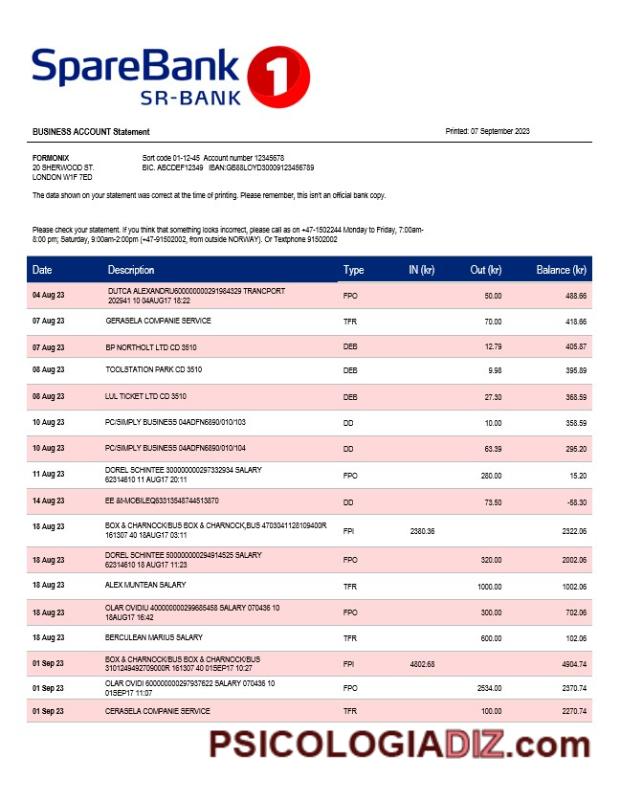 SpareBank 1
SR-BANK
BUSINESS ACCOUNT Statement Printed: 07 September 2023
FORMONIX Sort code 01-12-45 Account number 12345678
20 SHERWOOD ST. BIC. ABCDEF12349 IBAN:GB88LOYD30009123456789
LONDON W1F 7ED
The data shown on your statement was correct at the time of printing. Please remember, this isn't an official bank copy.
Please check your statement. If you think that something looks incorrect, please call as on +47-1502244 Monday to Friday, 7:00am-
8:00 pm; Saturday, 9:00am-2:00pm (+47-91502002, from outside NORWAY). Or Textphone 91502002
Date Description Type IN (kr) Out (kr) Balance (kr)
04 Aug 23 DUTCA ALEXANDRU600000000291984329 TRANCPORT FPO 50.00 488.66
202941 10 04AUG17 18:22
07 Aug 23 GERASELA COMPANIE SERVICE TFR 70.00 418.66
07 Aug 23 BP NORTHOLT LTD CD 3510 DEB 12.79 405.87
08 Aug 23 TOOLSTATION PARK CD 3510 DEB 9.98 395.89
08 Aug 23 LUL TICKET LTD CD 3510 DEB 27.30 368.59
10 Aug 23 PC/SIMPLY BUSINESS 04ADFN6890/010/103 DD 10.00 358.59
10 Aug 23 PC/SIMPLY BUSINESS 04ADFN6890/010/104 DD 63.39 295.20
11 Aug 23 DOREL SCHINTEE 300000000297332934 SALARY FPO 280.00 15.20
62314610 11 AUG17 20:11
14 Aug 23 EE &t-MOBILEQ63313548744513870 DD 73.50 -58.30
18 Aug 23 BOX & CHARNOCK/BUS BOX & CHARNOCK,BUS 4703041128109400R FPI 2380.36 2322.06
161307 40 18AUG17 03:11
18 Aug 23 DOREL SCHINTEE 500000000294914525 SALARY FPO 320.00 2002.06
62314610 18 AUG17 11:23
18 Aug 23 ALEX MUNTEAN SALARY TFR 1000.00 1002.06
18 Aug 23 OLAR OVIDIU 400000000299685458 SALARY 070436 10 FPO 300.00 702.06
18AUG17 16:42
18 Aug 23 BERCULEAN MARIUS SALARY TFR 600.00 102.06
01 Sep 23 BOX & CHARNOCK/BUS BOX & CHARNOCK/BUS FPI 4802.68 4904.74
3101249492709000R 161307 40 01SEP17 10:27
01 Sep 23 OLAR OVIDI 600000000297937622 SALARY 070436 10 FPO 2534.00 2370.74
01SEP17 11:07
01 Sep 23 CERASELA COMPANIE SERVICE TFR 100.00 2270.74
PSICOLOGIADIZ.com